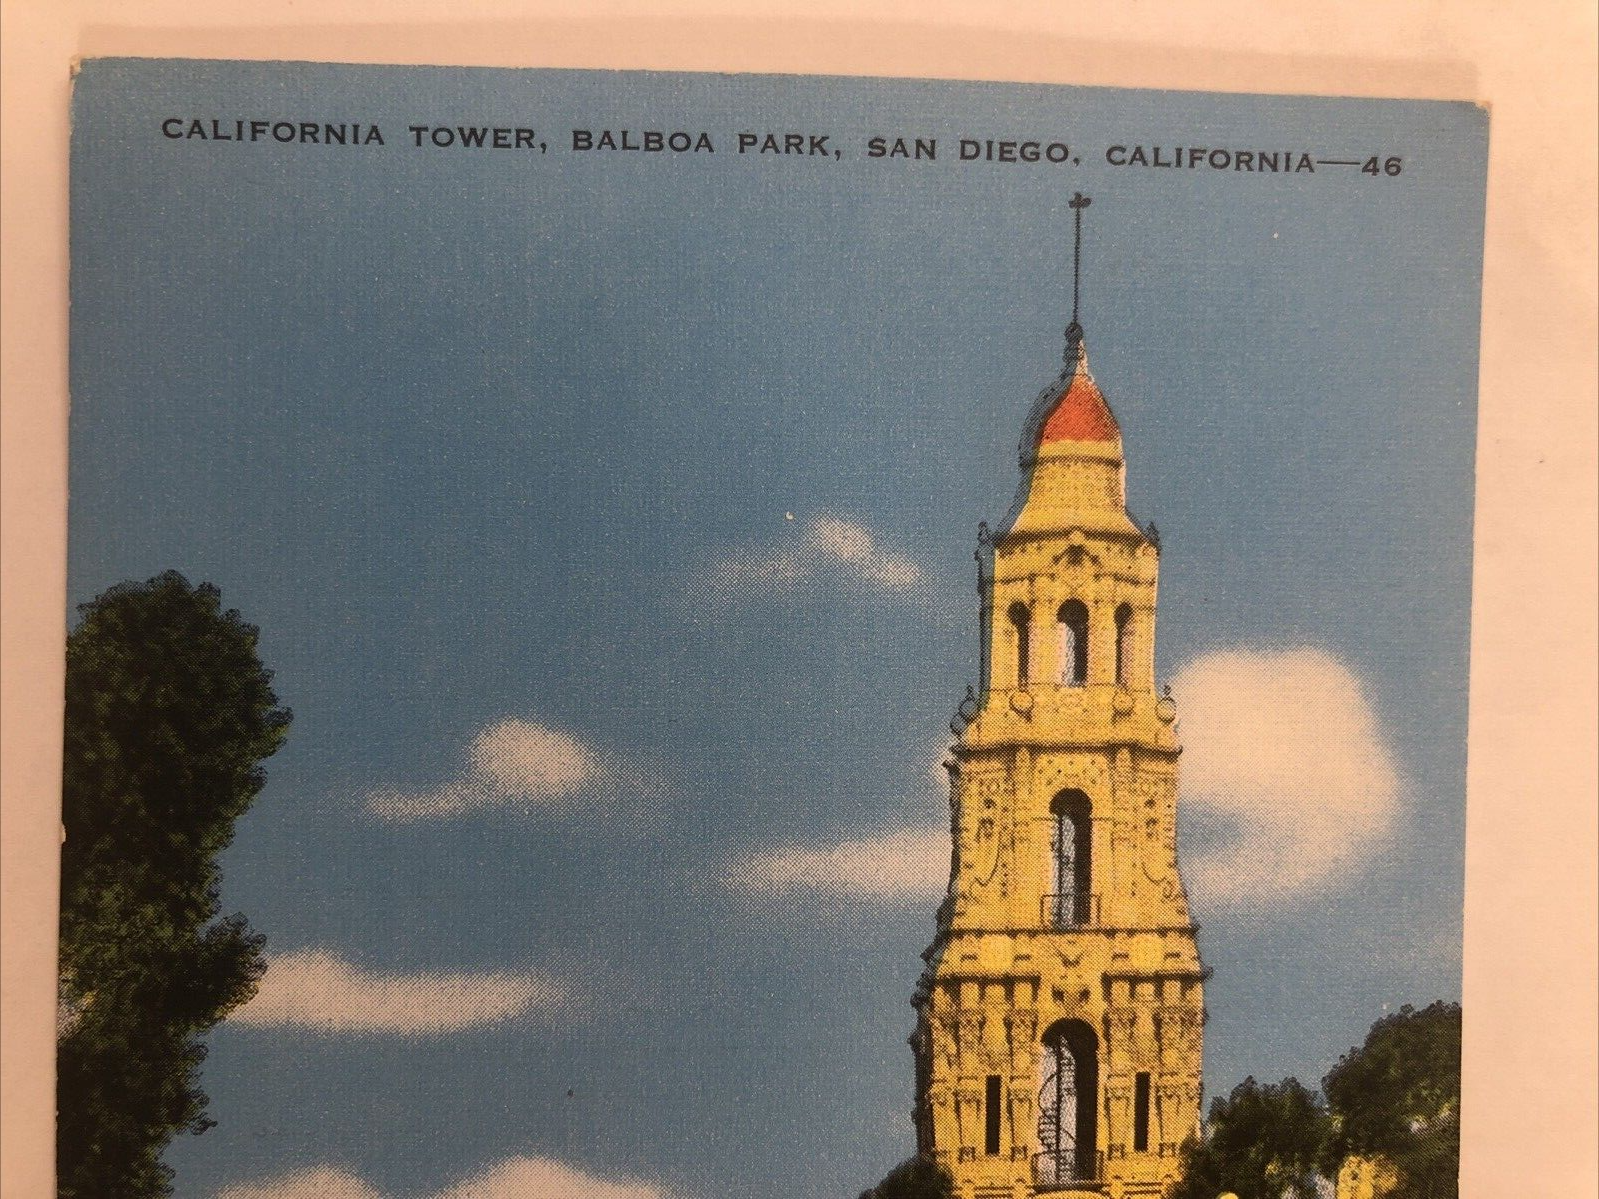 CALIFORNIA TOWER, BALBOA PARK, SAN DIEGO, CALIFORNIA—46